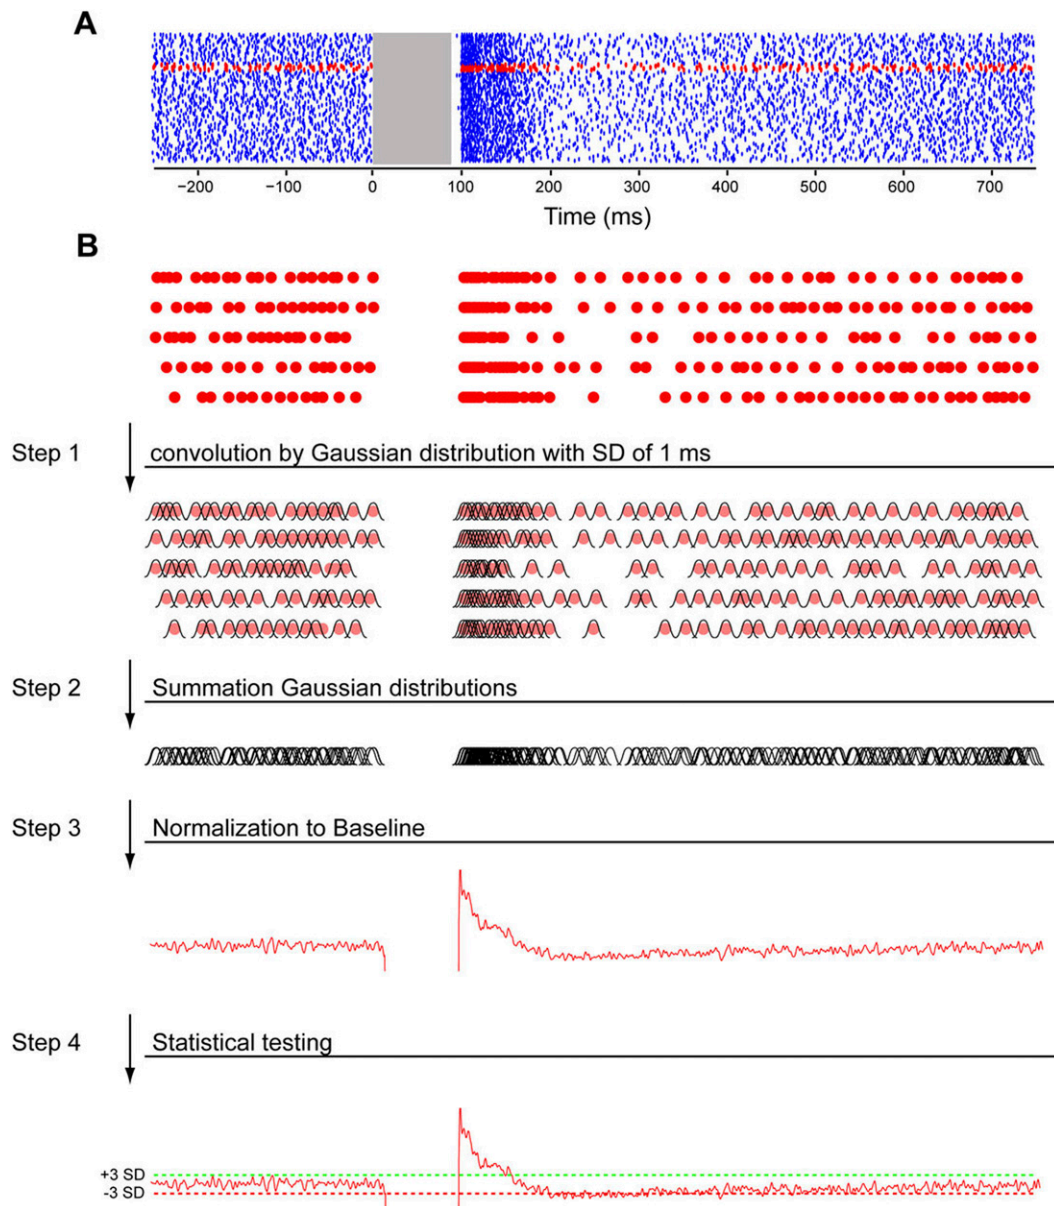 A
−200 −100 0 100 200 300 400 500 600 700
Time (ms)
B
Step 1 convolution by Gaussian distribution with SD of 1 ms
Step 2 Summation Gaussian distributions
Step 3 Normalization to Baseline
Step 4 Statistical testing
+3 SD
-3 SD